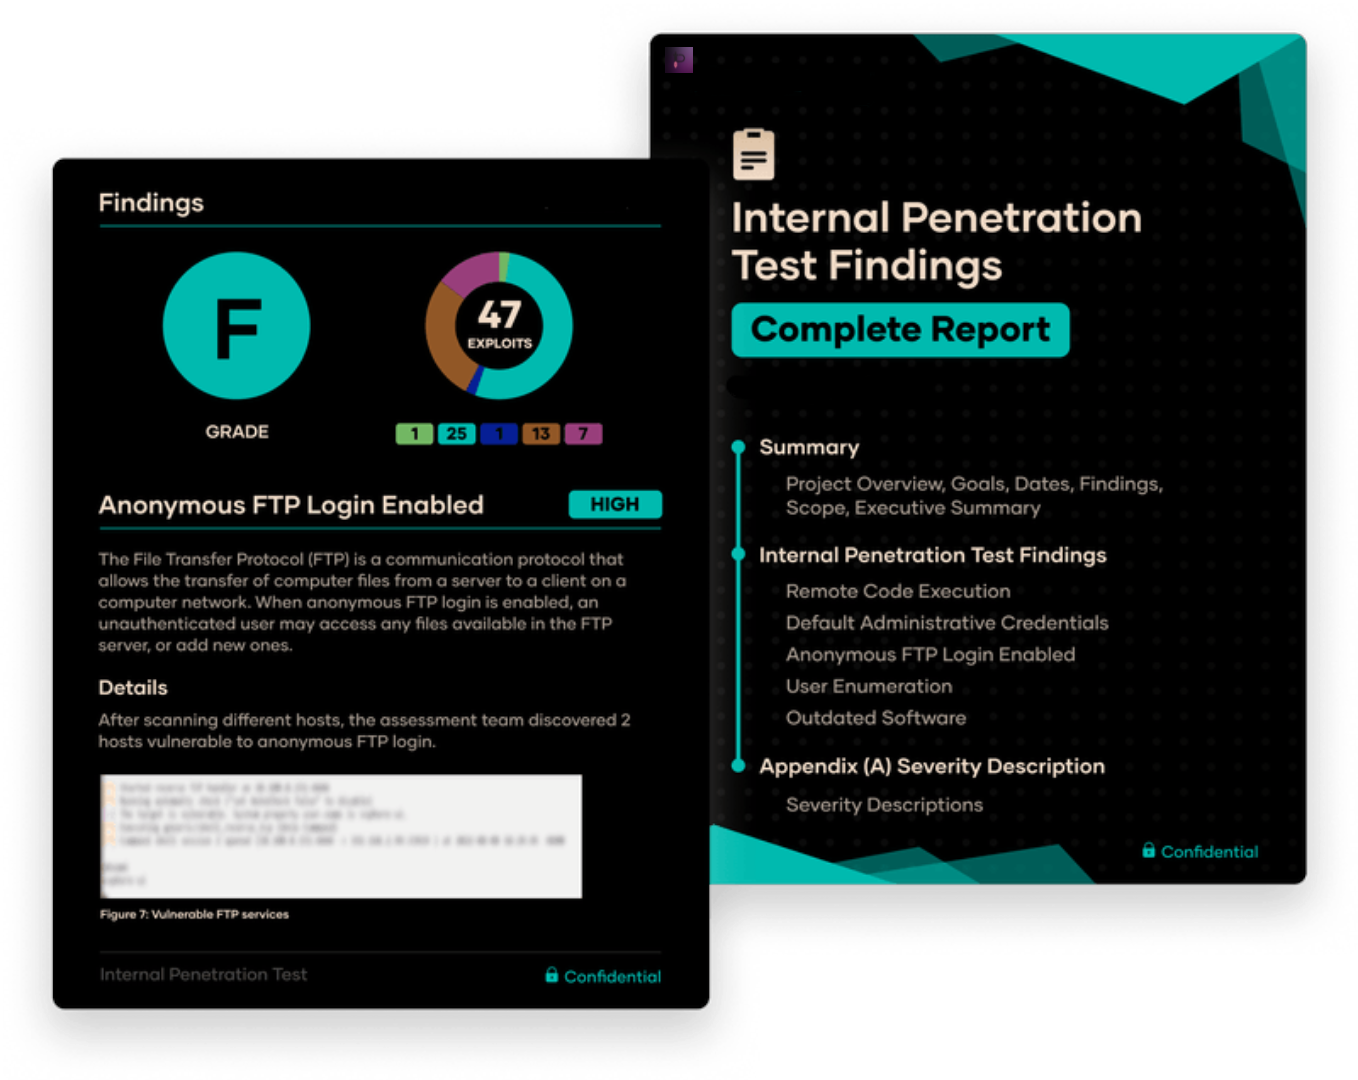 Findings
F
GRADE
47
EXPLOITS
1 25 1 13 7
Anonymous FTP Login Enabled HIGH
The File Transfer Protocol (FTP) is a communication protocol that
allows the transfer of computer files from a server to a client on a
computer network. When anonymous FTP login is enabled, an
unauthenticated user may access any files available in the FTP
server, or add new ones.
Details
After scanning different hosts, the assessment team discovered 2
hosts vulnerable to anonymous FTP login.
Figure 7: Vulnerable FTP services
Internal Penetration Test Confidential
Internal Penetration
Test Findings
Complete Report
Summary
Project Overview, Goals, Dates, Findings,
Scope, Executive Summary
Internal Penetration Test Findings
Remote Code Execution
Default Administrative Credentials
Anonymous FTP Login Enabled
User Enumeration
Outdated Software
Appendix (A) Severity Description
Severity Descriptions
Confidential